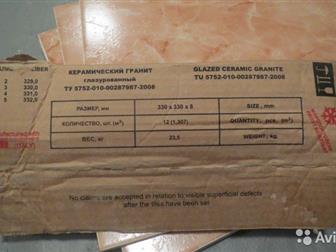 LIBER
2 329,0
3 330,0
4 331,0
5 332,0
КЕРАМИЧЕСКИЙ ГРАНИТ
глазурованный
ТУ 5752-010-00287987-2008
GLAZED CERAMIC GRANITE
TU 5752-010-00287987-2008
РАЗМЕР, мм 330 х 330 х 8 SIZE, mm
КОЛИЧЕСТВО, шт. (м²) 12 (1,307) QUANTITY, pcs. (m²)
ВЕС, кг 23,5 WEIGHT, kg
(ITALY)
No claims are accepted in relation to visible superficial defects
after the tiles have been set
Avito